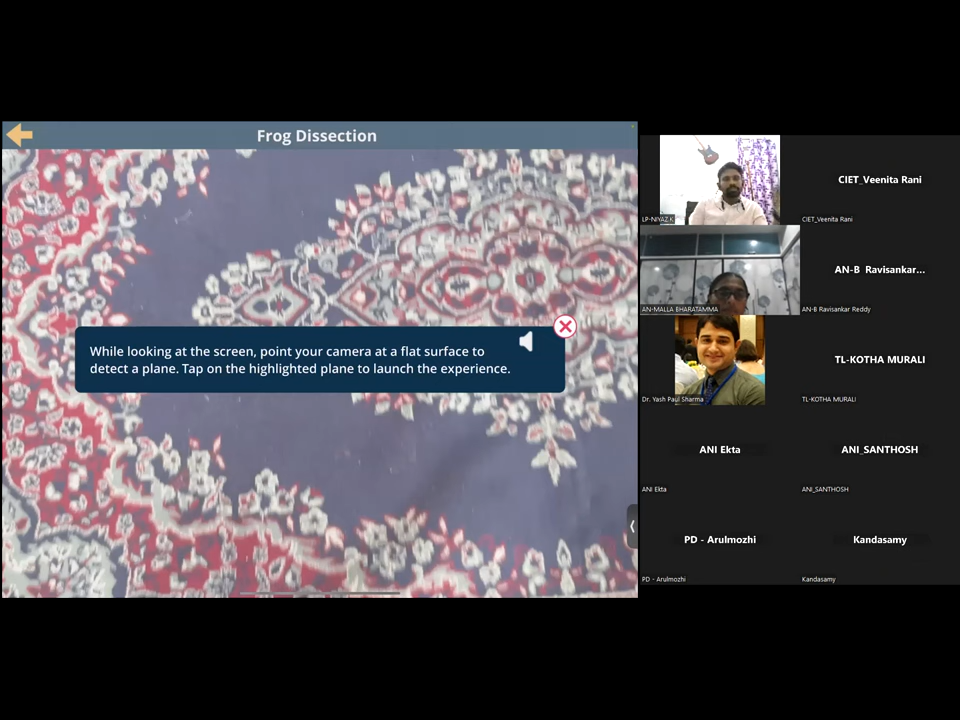 Frog Dissection
While looking at the screen, point your camera at a flat surface to
detect a plane. Tap on the highlighted plane to launch the experience.
LP-NIYAZ.K
CIET_Veenita Rani
CIET_Veenita Rani
AN-MALLA BHARATAMMA
AN-B Ravisankar...
AN-B Ravisankar Reddy
Dr. Yash Paul Sharma
TL-KOTHA MURALI
TL-KOTHA MURALI
ANI Ekta
ANI Ekta
ANI_SANTHOSH
ANI_SANTHOSH
PD - Arulmozhi
PD - Arulmozhi
Kandasamy
Kandasamy